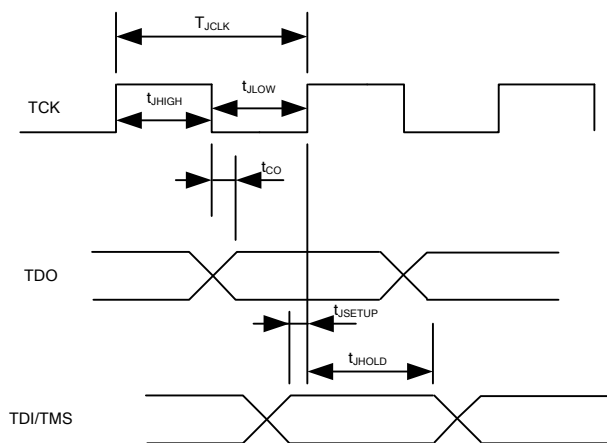 TJCLK
TCK
tJHIGH
tJLOW
tCO
TDO
tJSETUP
tJHOLD
TDI/TMS